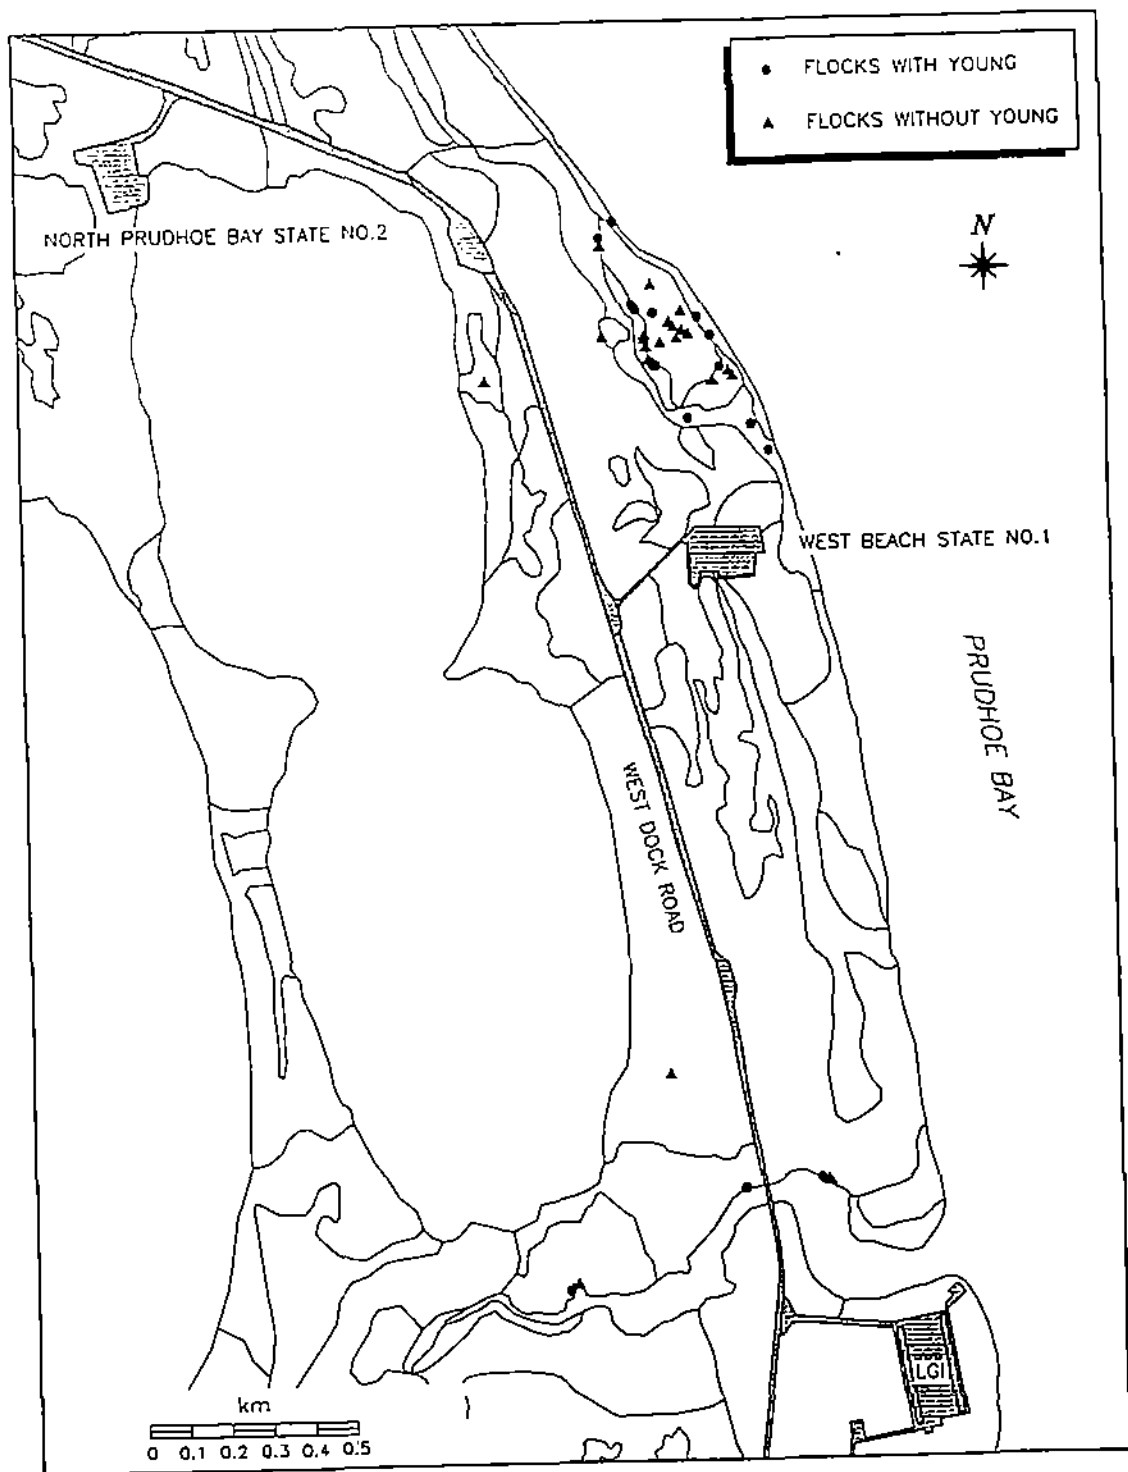 FLOCKS WITH YOUNG
FLOCKS WITHOUT YOUNG
N
NORTH PRUDHOE BAY STATE NO.2
WEST BEACH STATE NO.1
PRUDHOE BAY
WEST DOCK ROAD
LGI
km
0 0.1 0.2 0.3 0.4 0.5